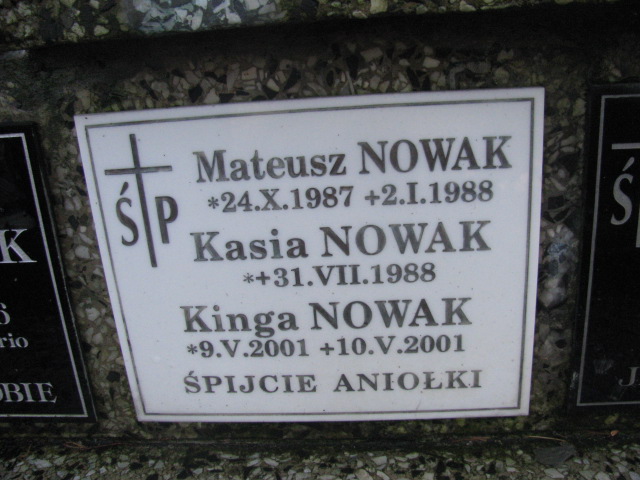 Ś P
Mateusz NOWAK
*24.X.1987 +2.I.1988
Kasia NOWAK
*+31.VII.1988
Kinga NOWAK
*9.V.2001 +10.V.2001
ŚPIJCIE ANIOŁKI